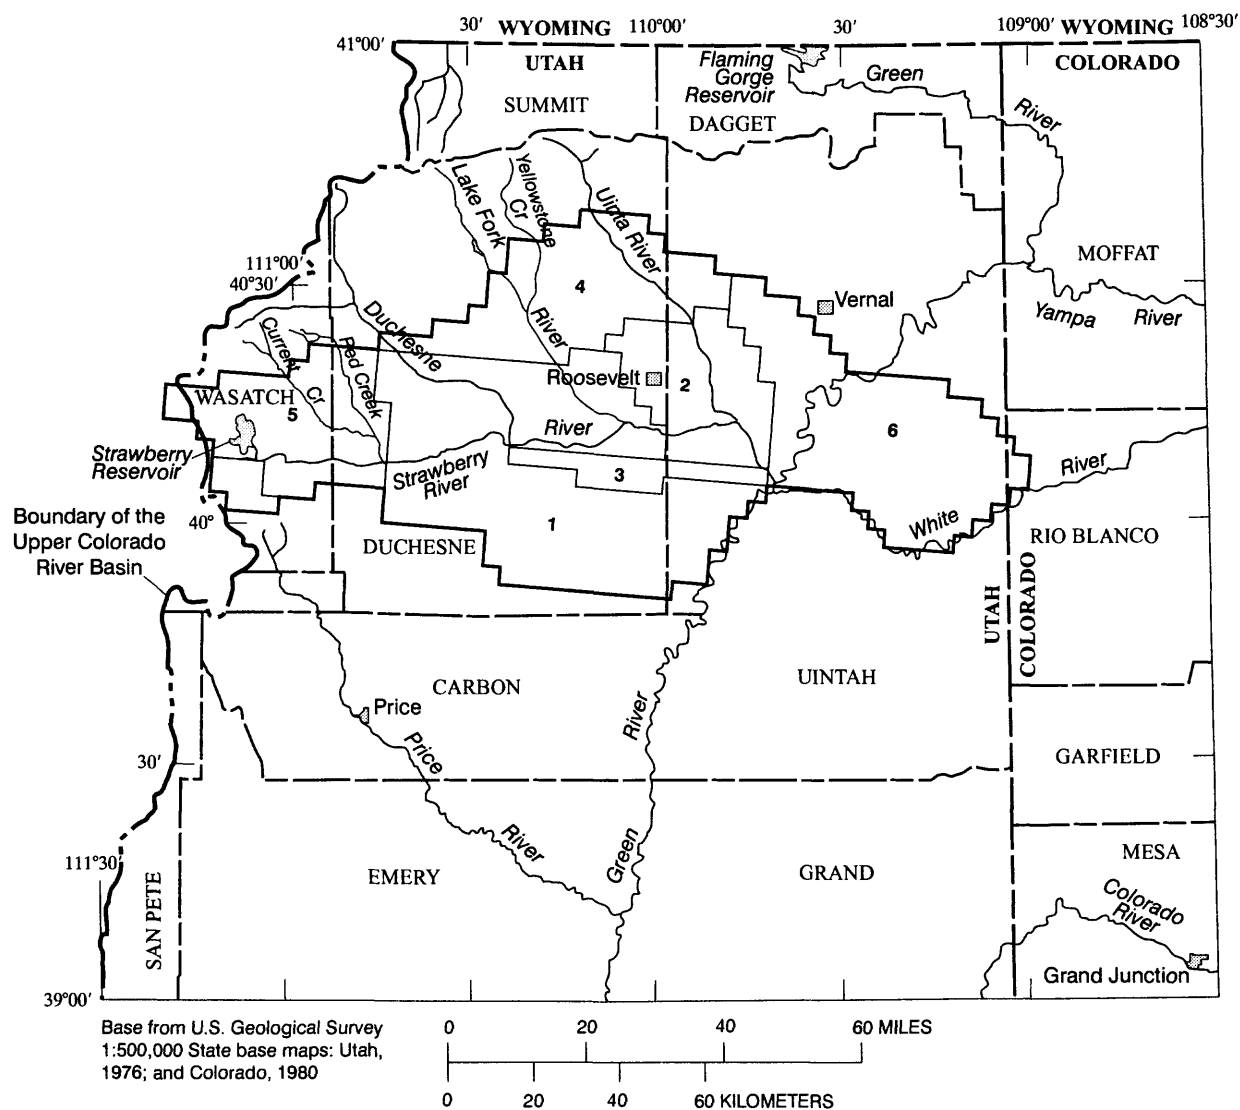 30′
WYOMING
110°00′
30′
109°00′
WYOMING
108°30′
41°00′
UTAH
Flaming
Gorge
Reservoir
Green
River
COLORADO
SUMMIT
DAGGET
Lake Fork
Yellowstone
Cr
Uinta River
MOFFAT
111°00′
40°30′
4
Vernal
Yampa
River
Duchesne
River
Current
Cr
Red Creek
Roosevelt
2
WASATCH
5
River
6
Strawberry
Reservoir
Strawberry
River
3
River
Boundary of the
Upper Colorado
River Basin
40°
1
White
DUCHESNE
RIO BLANCO
UTAH
COLORADO
CARBON
UINTAH
Price
River
Price
30′
GARFIELD
River
Green
111°30′
MESA
EMERY
GRAND
SAN PETE
Colorado
River
Grand Junction
39°00′
Base from U.S. Geological Survey
1:500,000 State base maps: Utah,
1976; and Colorado, 1980
0
20
40
60 MILES
0
20
40
60 KILOMETERS